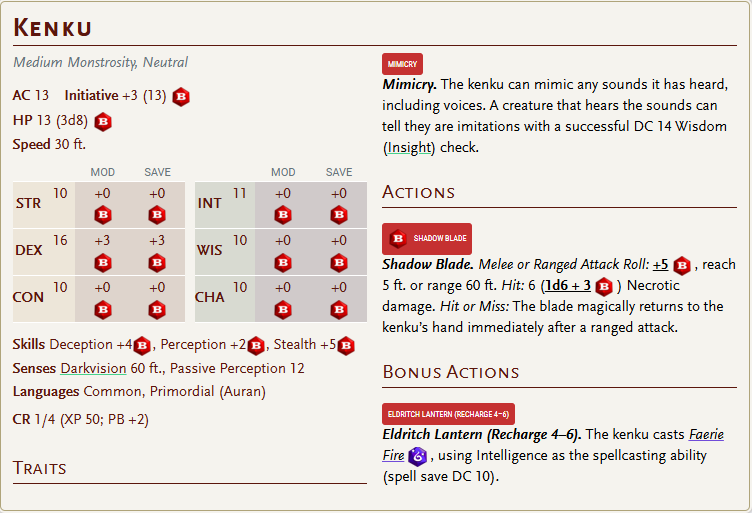 KENKU
Medium Monstrosity, Neutral
AC 13 Initiative +3 (13) B
HP 13 (3d8) B
Speed 30 ft.
MOD SAVE MOD SAVE
STR 10 +0 +0 INT 11 +0 +0
B B B B
DEX 16 +3 +3 WIS 10 +0 +0
B B B B
CON 10 +0 +0 CHA 10 +0 +0
B B B B
Skills Deception +4 B, Perception +2 B, Stealth +5 B
Senses Darkvision 60 ft., Passive Perception 12
Languages Common, Primordial (Auran)
CR 1/4 (XP 50; PB +2)
TRAITS
MIMICRY
Mimicry. The kenku can mimic any sounds it has heard,
including voices. A creature that hears the sounds can
tell they are imitations with a successful DC 14 Wisdom
(Insight) check.
ACTIONS
B SHADOW BLADE
Shadow Blade. Melee or Ranged Attack Roll: +5 B , reach
5 ft. or range 60 ft. Hit: 6 (1d6 + 3 B ) Necrotic
damage. Hit or Miss: The blade magically returns to the
kenku's hand immediately after a ranged attack.
BONUS ACTIONS
ELDRITCH LANTERN (RECHARGE 4–6)
Eldritch Lantern (Recharge 4–6). The kenku casts Faerie
Fire , using Intelligence as the spellcasting ability
(spell save DC 10).